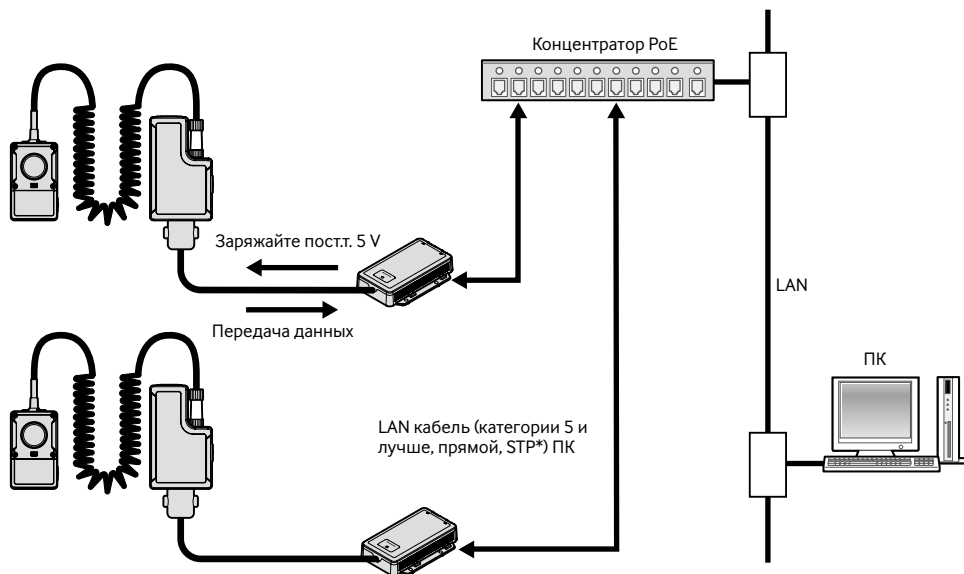 Концентратор PoE
Заряжайте пост.т. 5 V
Передача данных
LAN
ПК
LAN кабель (категории 5 и
лучше, прямой, STP*) ПК